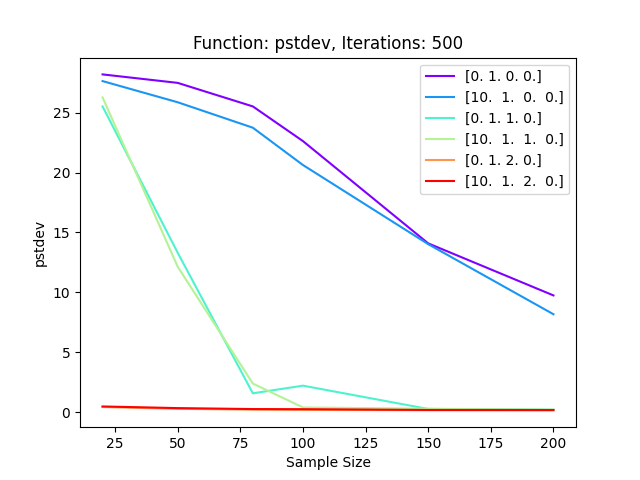 Function: pstdev, Iterations: 500
[0. 1. 0. 0.]
[10.  1.  0.  0.]
[0. 1. 1. 0.]
[10.  1.  1.  0.]
[0. 1. 2. 0.]
[10.  1.  2.  0.]
pstdev
25
20
15
10
5
0
25 50 75 100 125 150 175 200
Sample Size